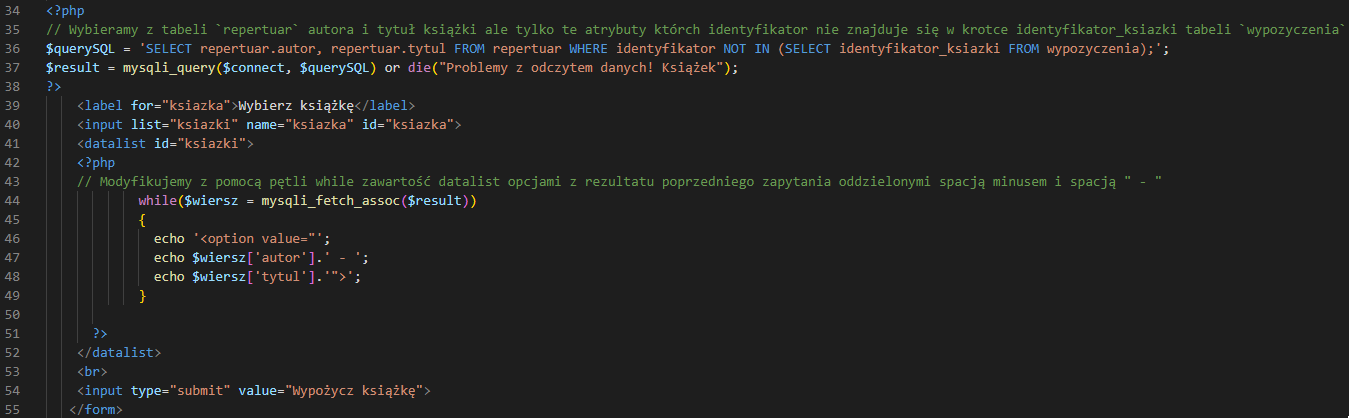 34 <?php
35 // Wybieramy z tabeli `repertuar` autora i tytuł książki ale tylko te atrybuty którch identyfikator nie znajduje się w krotce identyfikator_ksiazki tabeli `wypozyczenia`
36 $querySQL = 'SELECT repertuar.autor, repertuar.tytul FROM repertuar WHERE identyfikator NOT IN (SELECT identyfikator_ksiazki FROM wypozyczenia);';
37 $result = mysqli_query($connect, $querySQL) or die("Problemy z odczytem danych! Książek");
38 ?>
39 <label for="ksiazka">Wybierz książkę</label>
40 <input list="ksiazki" name="ksiazka" id="ksiazka">
41 <datalist id="ksiazki">
42 <?php
43 // Modyfikujemy z pomocą pętli while zawartość datalist opcjami z rezultatu poprzedniego zapytania oddzielonymi spacją minusem i spacją " - "
44 while($wiersz = mysqli_fetch_assoc($result))
45 {
46 echo '<option value="';
47 echo $wiersz['autor'].' - ';
48 echo $wiersz['tytul'].'">';
49 }
50
51 ?>
52 </datalist>
53 <br>
54 <input type="submit" value="Wypożycz książkę">
55 </form>